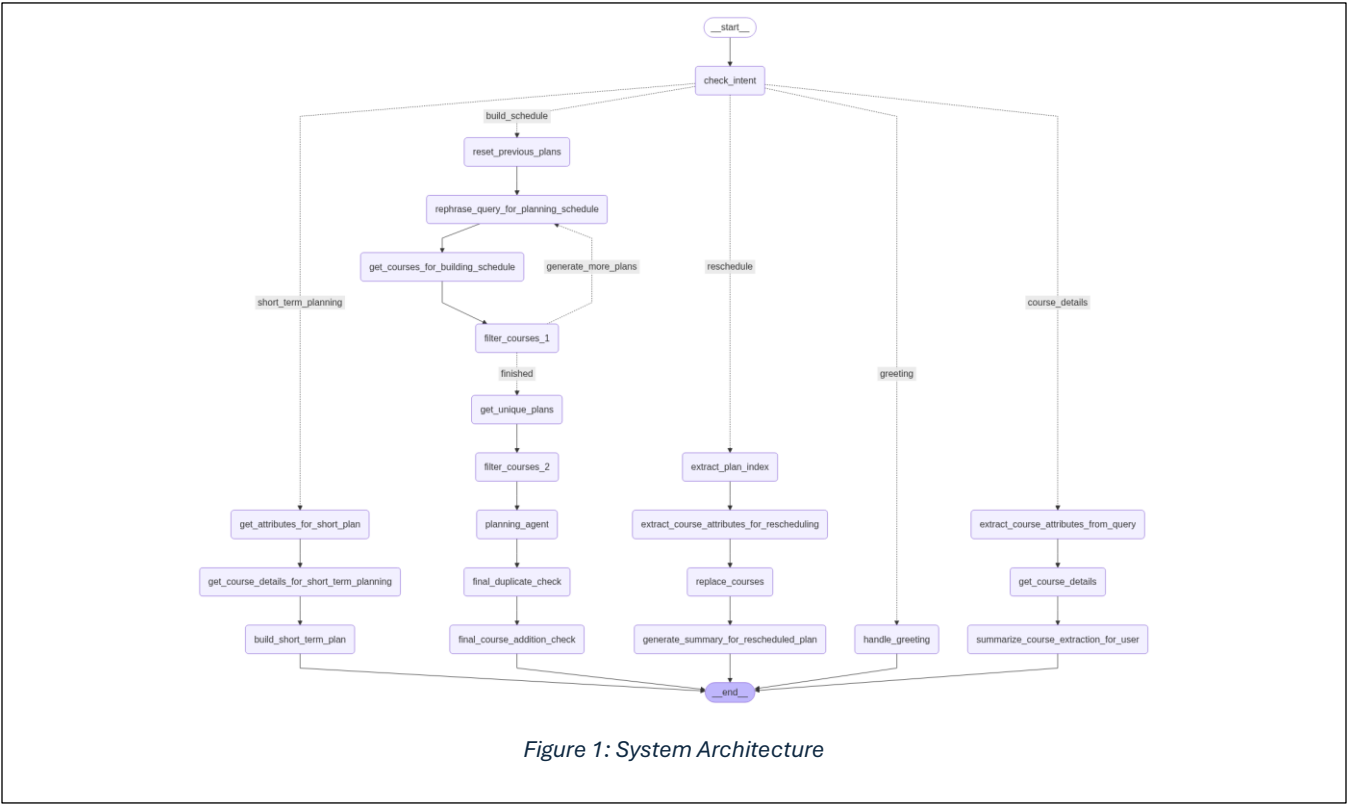 __start__
check_intent
build_schedule
reset_previous_plans
rephrase_query_for_planning_schedule
get_courses_for_building_schedule
generate_more_plans
reschedule
short_term_planning
course_details
filter_courses_1
finished
greeting
get_unique_plans
filter_courses_2
extract_plan_index
get_attributes_for_short_plan
planning_agent
extract_course_attributes_for_rescheduling
extract_course_attributes_from_query
get_course_details_for_short_term_planning
final_duplicate_check
replace_courses
get_course_details
build_short_term_plan
final_course_addition_check
generate_summary_for_rescheduled_plan
handle_greeting
summarize_course_extraction_for_user
__end__
Figure 1: System Architecture